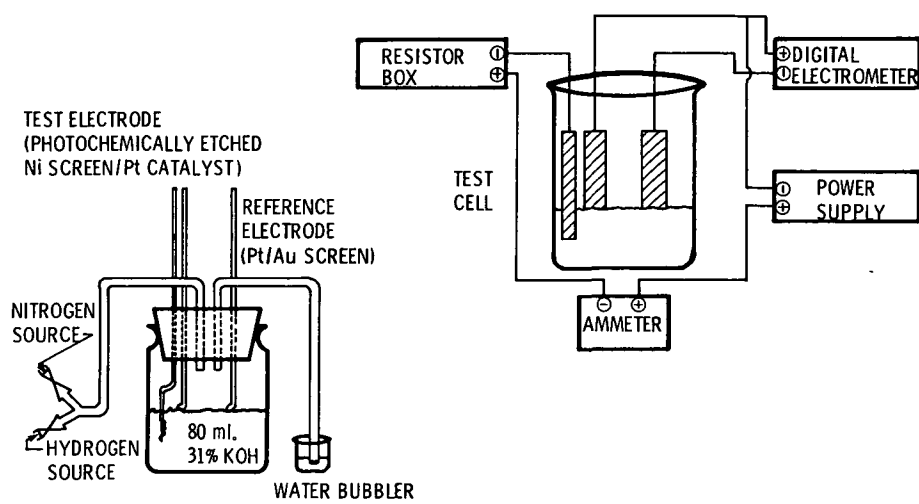 RESISTOR
BOX
DIGITAL
ELECTROMETER
TEST ELECTRODE
(PHOTOCHEMICALLY ETCHED
Ni SCREEN/Pt CATALYST)
TEST
CELL
POWER
SUPPLY
REFERENCE
ELECTRODE
(Pt/Au SCREEN)
NITROGEN
SOURCE
AMMETER
80 ml.
31% KOH
HYDROGEN
SOURCE
WATER BUBBLER